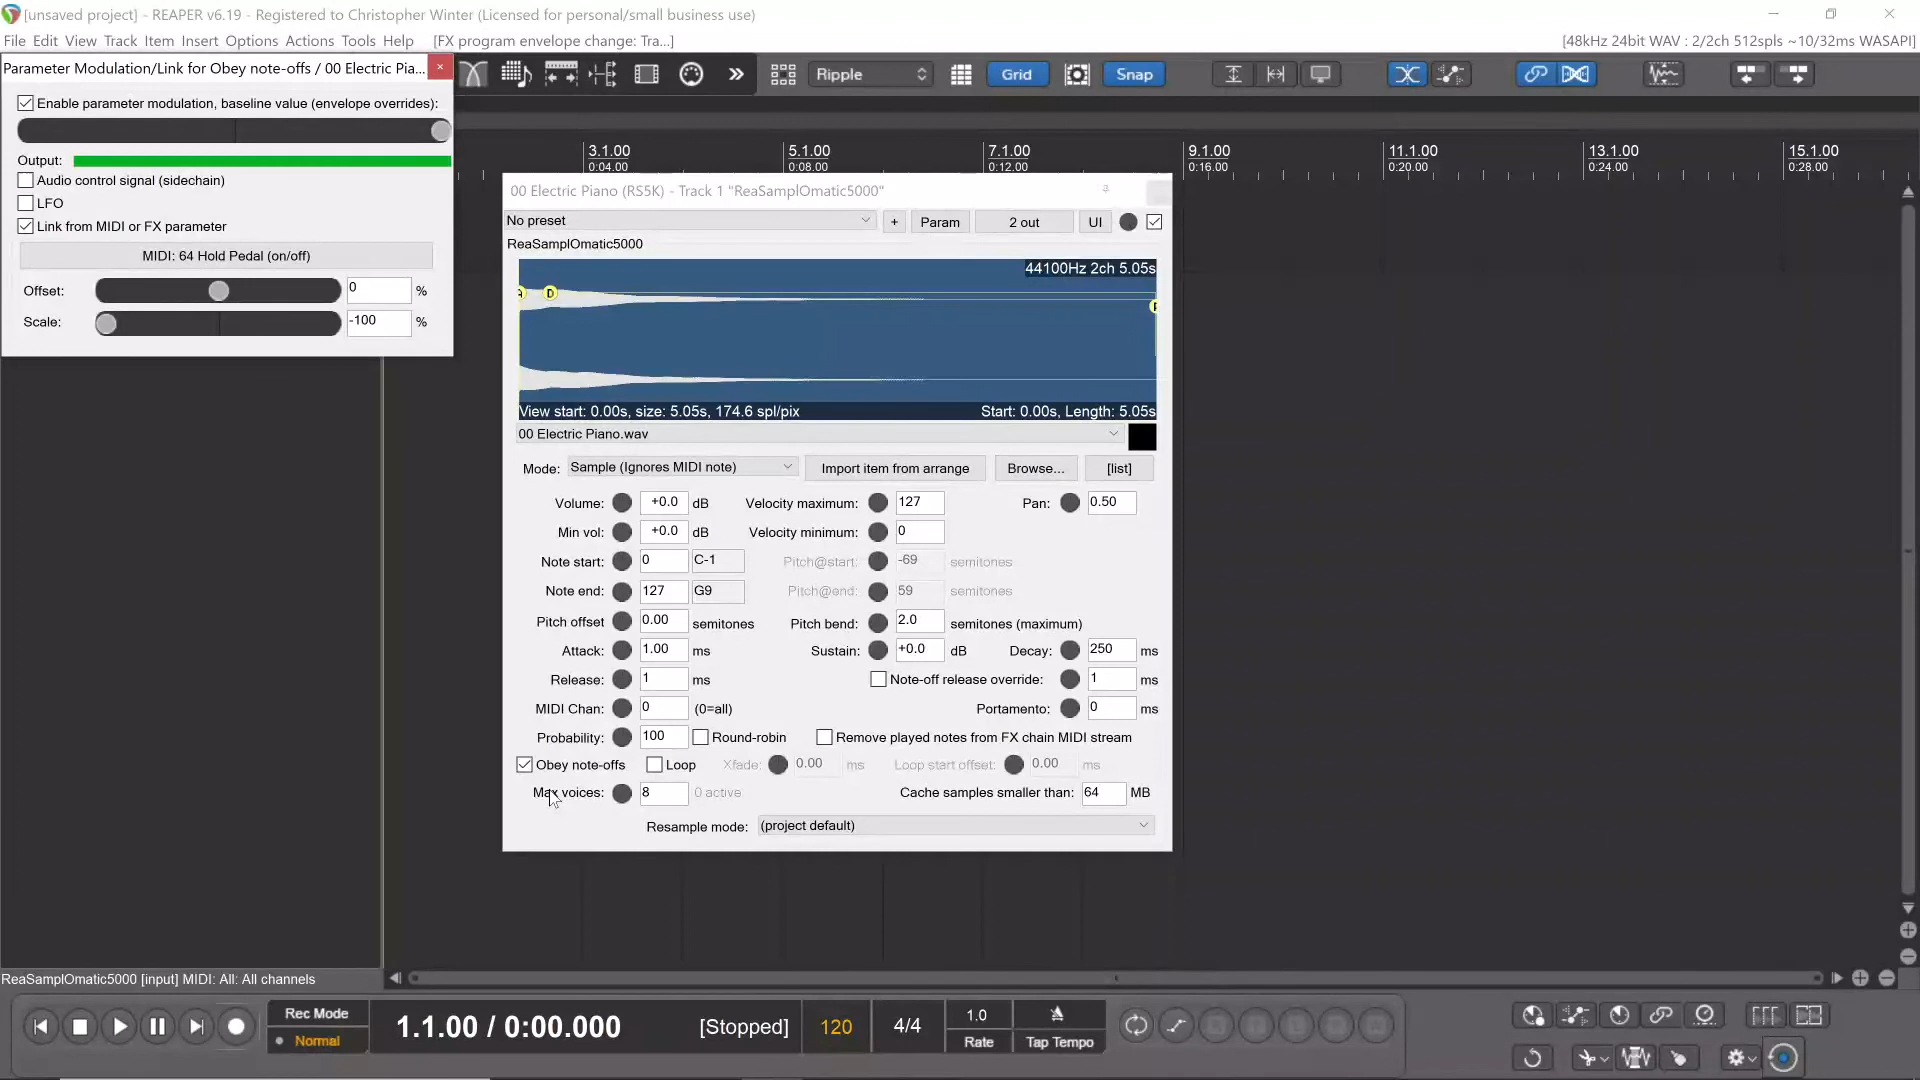 [unsaved project] - REAPER v6.19 - Registered to Christopher Winter (Licensed for personal/small business use)
File Edit View Track Item Insert Options Actions Tools Help [FX program envelope change: Tra...]
[48kHz 24bit WAV : 2/2ch 512spls ~10/32ms WASAPI]
Parameter Modulation/Link for Obey note-offs / 00 Electric Pia...
Ripple
Grid
Snap
Enable parameter modulation, baseline value (envelope overrides):
Output:
Audio control signal (sidechain)
LFO
Link from MIDI or FX parameter
MIDI: 64 Hold Pedal (on/off)
Offset: 0 %
Scale: -100 %
3.1.00 5.1.00 7.1.00 9.1.00 11.1.00 13.1.00 15.1.00
0:04.00 0:08.00 0:12.00 0:16.00 0:20.00 0:24.00 0:28.00
00 Electric Piano (RS5K) - Track 1 "ReaSamplOmatic5000"
No preset + Param 2 out UI
ReaSamplOmatic5000
44100Hz 2ch 5.05s
D
View start: 0.00s, size: 5.05s, 174.6 spl/pix Start: 0.00s, Length: 5.05s
00 Electric Piano.wav
Mode: Sample (Ignores MIDI note) Import item from arrange Browse... [list]
Volume: +0.0 dB Velocity maximum: 127 Pan: 0.50
Min vol: +0.0 dB Velocity minimum: 0
Note start: 0 C-1 Pitch@start: -69 semitones
Note end: 127 G9 Pitch@end: 59 semitones
Pitch offset 0.00 semitones Pitch bend: 2.0 semitones (maximum)
Attack: 1.00 ms Sustain: +0.0 dB Decay: 250 ms
Release: 1 ms Note-off release override: 1 ms
MIDI Chan: 0 (0=all) Portamento: 0 ms
Probability: 100 Round-robin Remove played notes from FX chain MIDI stream
Obey note-offs Loop Xfade: 0.00 ms Loop start offset: 0.00 ms
Max voices: 8 0 active Cache samples smaller than: 64 MB
Resample mode: (project default)
ReaSamplOmatic5000 [input] MIDI: All: All channels
Rec Mode
Normal
1.1.00 / 0:00.000 [Stopped] 120 4/4
1.0
Rate
Tap Tempo